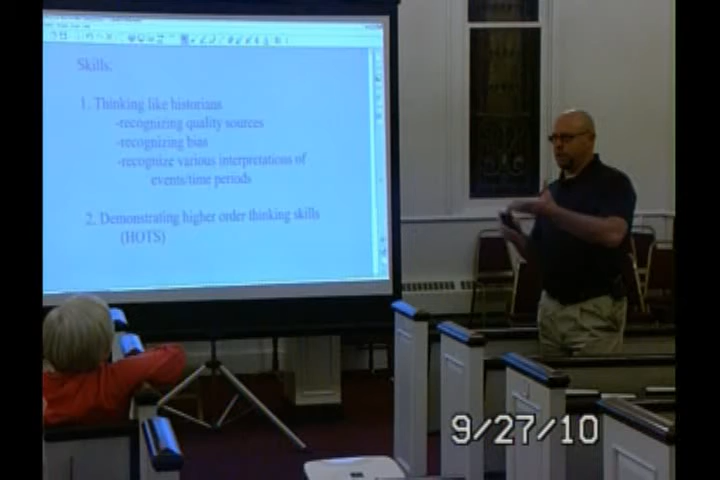 Skills:
1. Thinking like historians
-recognizing quality sources
-recognizing bias
-recognize various interpretations of
events/time periods
2. Demonstrating higher order thinking skills
(HOTS)
9/27/10